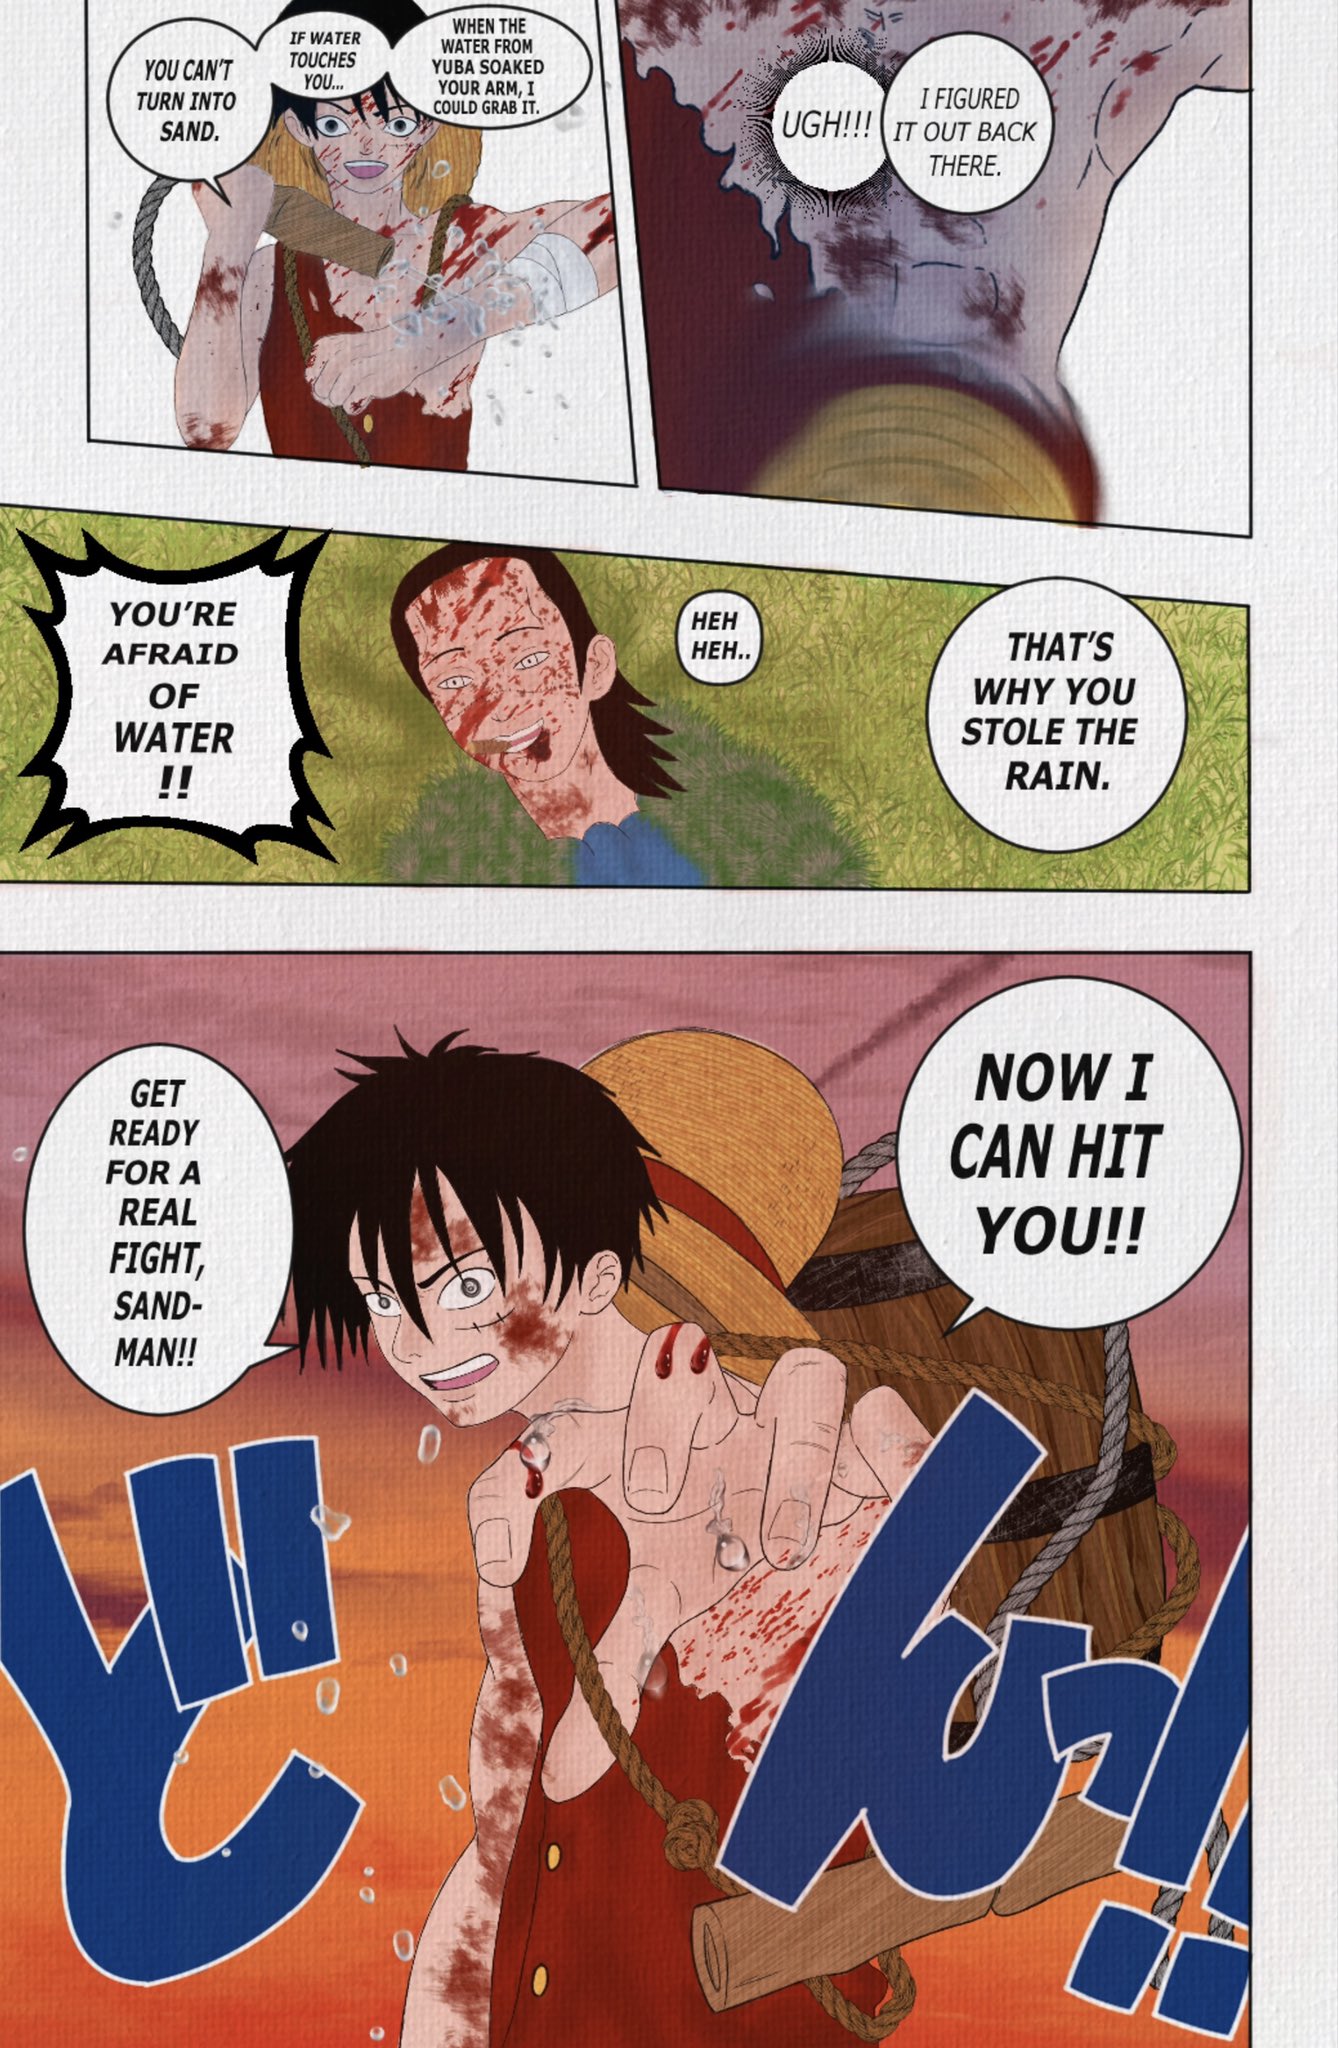 I FIGURED
IT OUT BACK
THERE.
UGH!!!
WHEN THE
WATER FROM
YUBA SOAKED
YOUR ARM, I
COULD GRAB IT.
IF WATER
TOUCHES
YOU...
YOU CAN'T
TURN INTO
SAND.
THAT'S
WHY YOU
STOLE THE
RAIN.
HEH
HEH..
YOU'RE
AFRAID
OF
WATER
!!
NOW I
CAN HIT
YOU!!
GET
READY
FOR A
REAL
FIGHT,
SAND-
MAN!!
どんっ!!